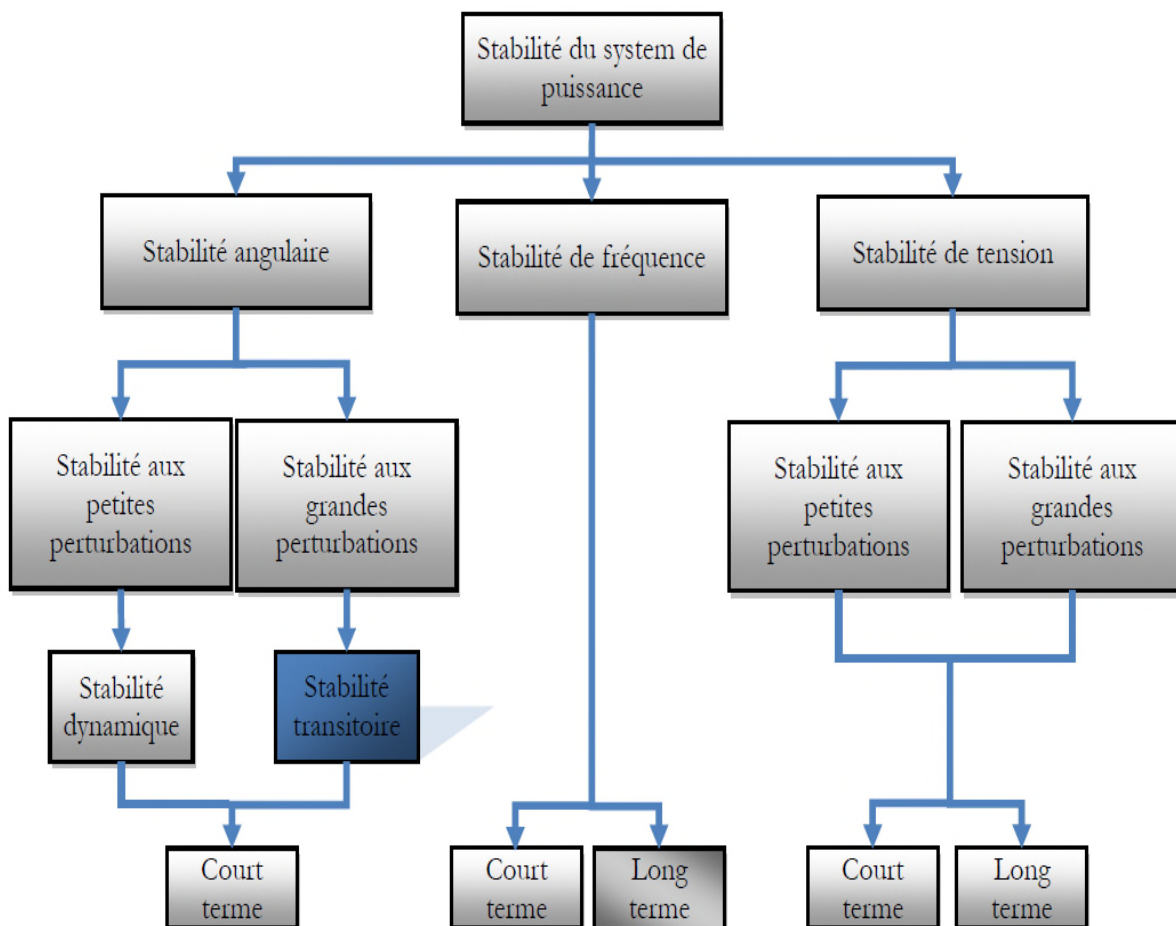 Stabilité du system de
puissance
Stabilité angulaire
Stabilité de fréquence
Stabilité de tension
Stabilité aux
petites
perturbations
Stabilité aux
grandes
perturbations
Stabilité aux
petites
perturbations
Stabilité aux
grandes
perturbations
Stabilité
dynamique
Stabilité
transitoire
Court
terme
Court
terme
Long
terme
Court
terme
Long
terme